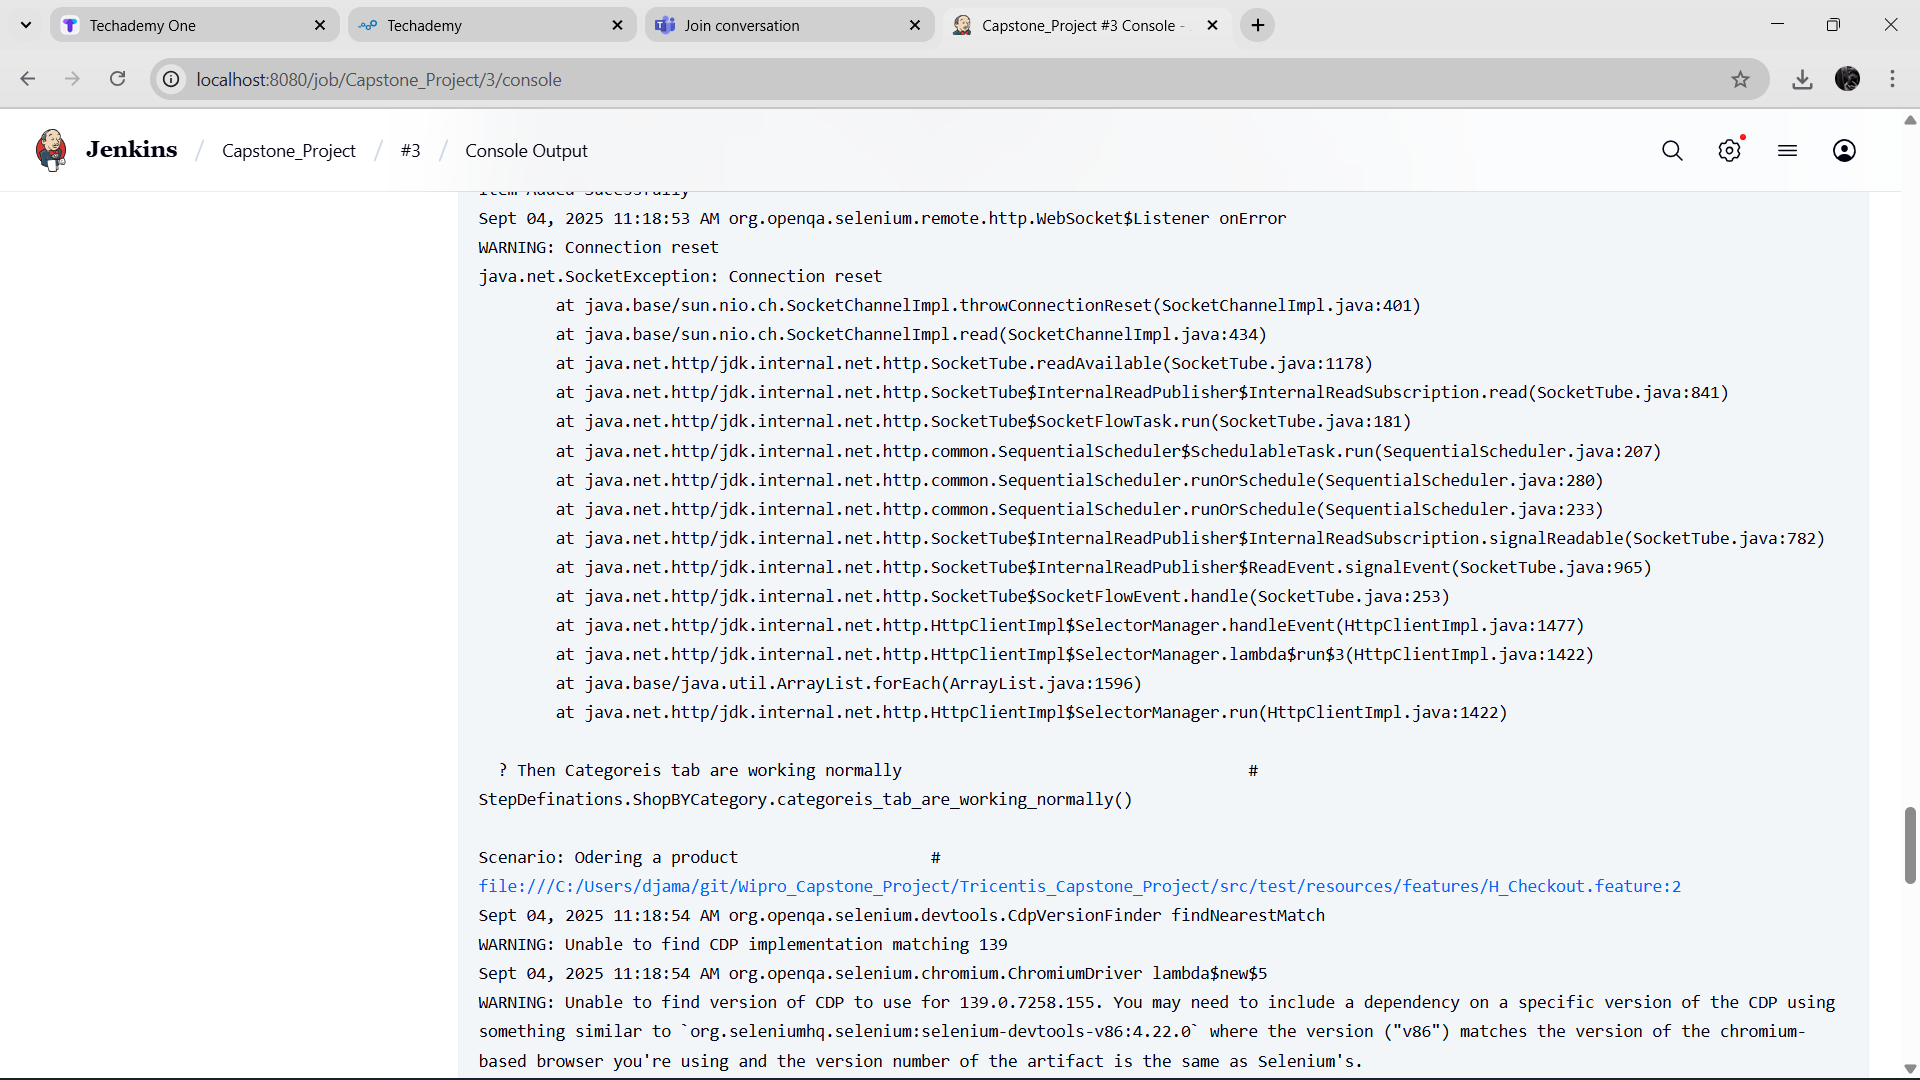 Techademy One
Techademy
Join conversation
Capstone_Project #3 Console -
localhost:8080/job/Capstone_Project/3/console
Jenkins / Capstone_Project / #3 / Console Output
Item Added Sucessfully
Sept 04, 2025 11:18:53 AM org.openqa.selenium.remote.http.WebSocket$Listener onError
WARNING: Connection reset
java.net.SocketException: Connection reset
at java.base/sun.nio.ch.SocketChannelImpl.throwConnectionReset(SocketChannelImpl.java:401)
at java.base/sun.nio.ch.SocketChannelImpl.read(SocketChannelImpl.java:434)
at java.net.http/jdk.internal.net.http.SocketTube.readAvailable(SocketTube.java:1178)
at java.net.http/jdk.internal.net.http.SocketTube$InternalReadPublisher$InternalReadSubscription.read(SocketTube.java:841)
at java.net.http/jdk.internal.net.http.SocketTube$SocketFlowTask.run(SocketTube.java:181)
at java.net.http/jdk.internal.net.http.common.SequentialScheduler$SchedulableTask.run(SequentialScheduler.java:207)
at java.net.http/jdk.internal.net.http.common.SequentialScheduler.runOrSchedule(SequentialScheduler.java:280)
at java.net.http/jdk.internal.net.http.common.SequentialScheduler.runOrSchedule(SequentialScheduler.java:233)
at java.net.http/jdk.internal.net.http.SocketTube$InternalReadPublisher$InternalReadSubscription.signalReadable(SocketTube.java:782)
at java.net.http/jdk.internal.net.http.SocketTube$InternalReadPublisher$ReadEvent.signalEvent(SocketTube.java:965)
at java.net.http/jdk.internal.net.http.SocketTube$SocketFlowEvent.handle(SocketTube.java:253)
at java.net.http/jdk.internal.net.http.HttpClientImpl$SelectorManager.handleEvent(HttpClientImpl.java:1477)
at java.net.http/jdk.internal.net.http.HttpClientImpl$SelectorManager.lambda$run$3(HttpClientImpl.java:1422)
at java.base/java.util.ArrayList.forEach(ArrayList.java:1596)
at java.net.http/jdk.internal.net.http.HttpClientImpl$SelectorManager.run(HttpClientImpl.java:1422)
? Then Categoreis tab are working normally #
StepDefinations.ShopBYCategory.categoreis_tab_are_working_normally()
Scenario: Odering a product #
file:///C:/Users/djama/git/Wipro_Capstone_Project/Tricentis_Capstone_Project/src/test/resources/features/H_Checkout.feature:2
Sept 04, 2025 11:18:54 AM org.openqa.selenium.devtools.CdpVersionFinder findNearestMatch
WARNING: Unable to find CDP implementation matching 139
Sept 04, 2025 11:18:54 AM org.openqa.selenium.chromium.ChromiumDriver lambda$new$5
WARNING: Unable to find version of CDP to use for 139.0.7258.155. You may need to include a dependency on a specific version of the CDP using
something similar to `org.seleniumhq.selenium:selenium-devtools-v86:4.22.0` where the version ("v86") matches the version of the chromium-
based browser you're using and the version number of the artifact is the same as Selenium's.